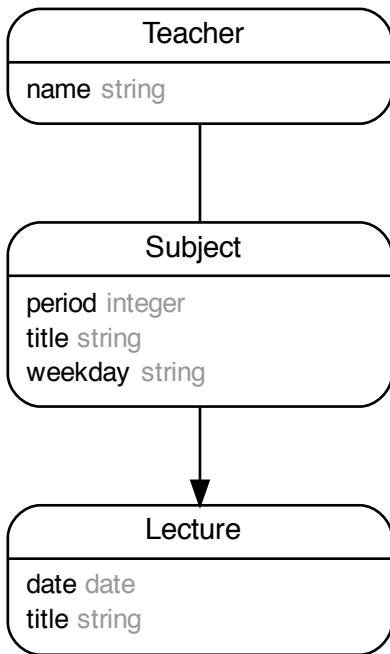 Teacher
name string
Subject
period integer
title string
weekday string
Lecture
date date
title string